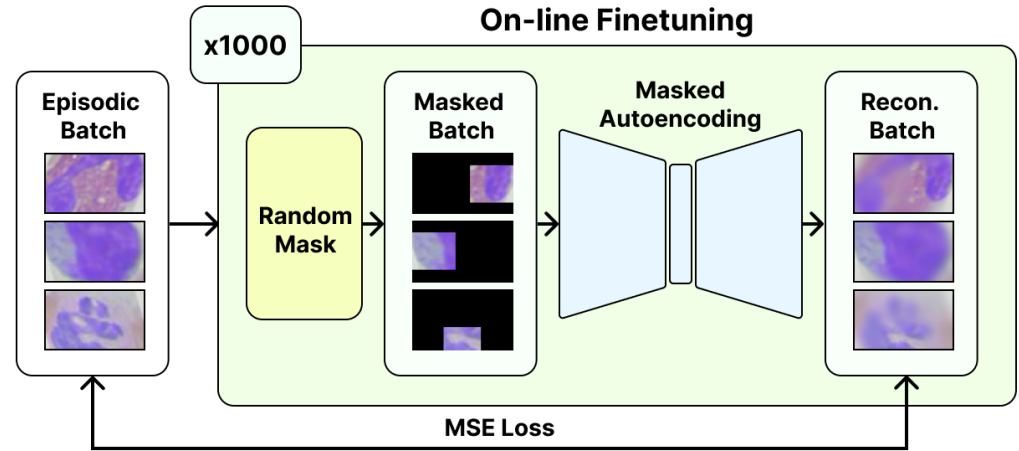 On-line Finetuning
x1000
Episodic
Batch
Random
Mask
Masked
Batch
Masked
Autoencoding
Recon.
Batch
MSE Loss